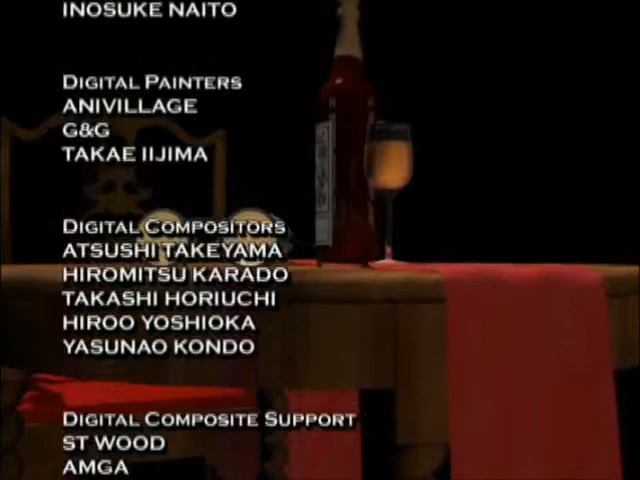 INOSUKE NAITO
DIGITAL PAINTERS
ANIVILLAGE
G&G
TAKAE IIJIMA
DIGITAL COMPOSITORS
ATSUSHI TAKEYAMA
HIROMITSU KARADO
TAKASHI HORIUCHI
HIROO YOSHIOKA
YASUNAO KONDO
DIGITAL COMPOSITE SUPPORT
ST WOOD
AMGA